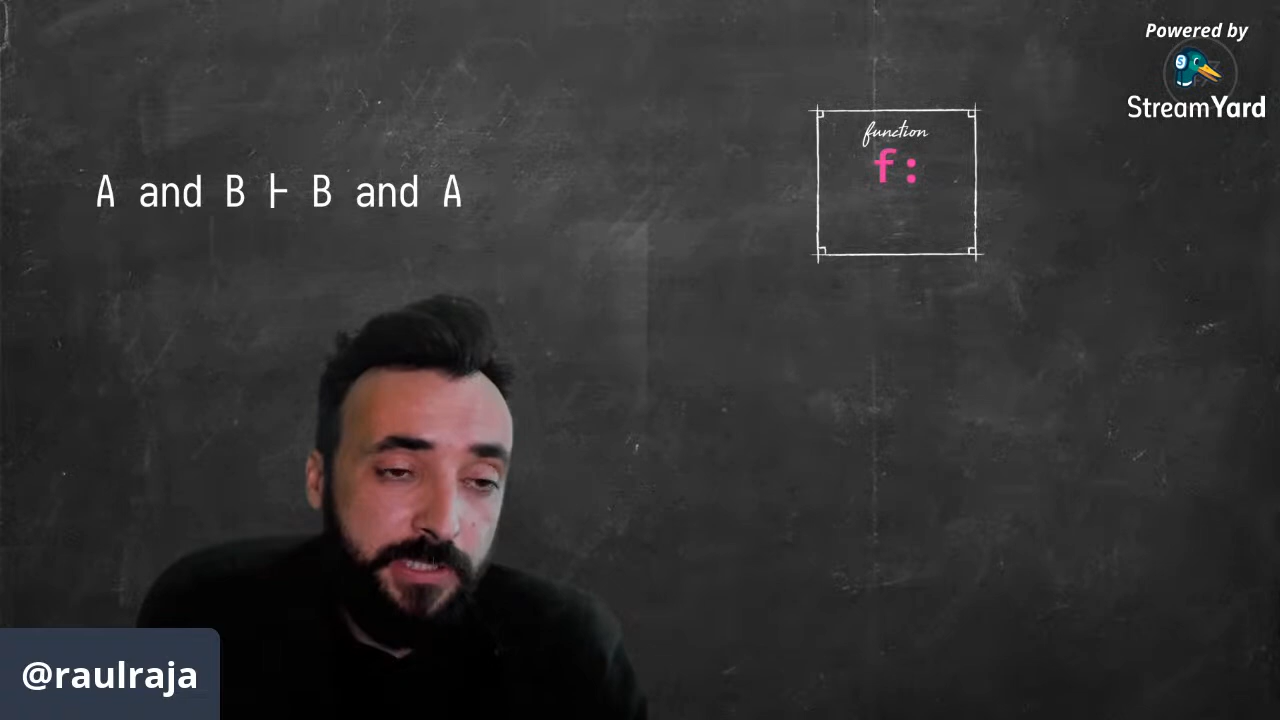 Powered by
StreamYard
function
f:
A and B ⊢ B and A
@raulraja